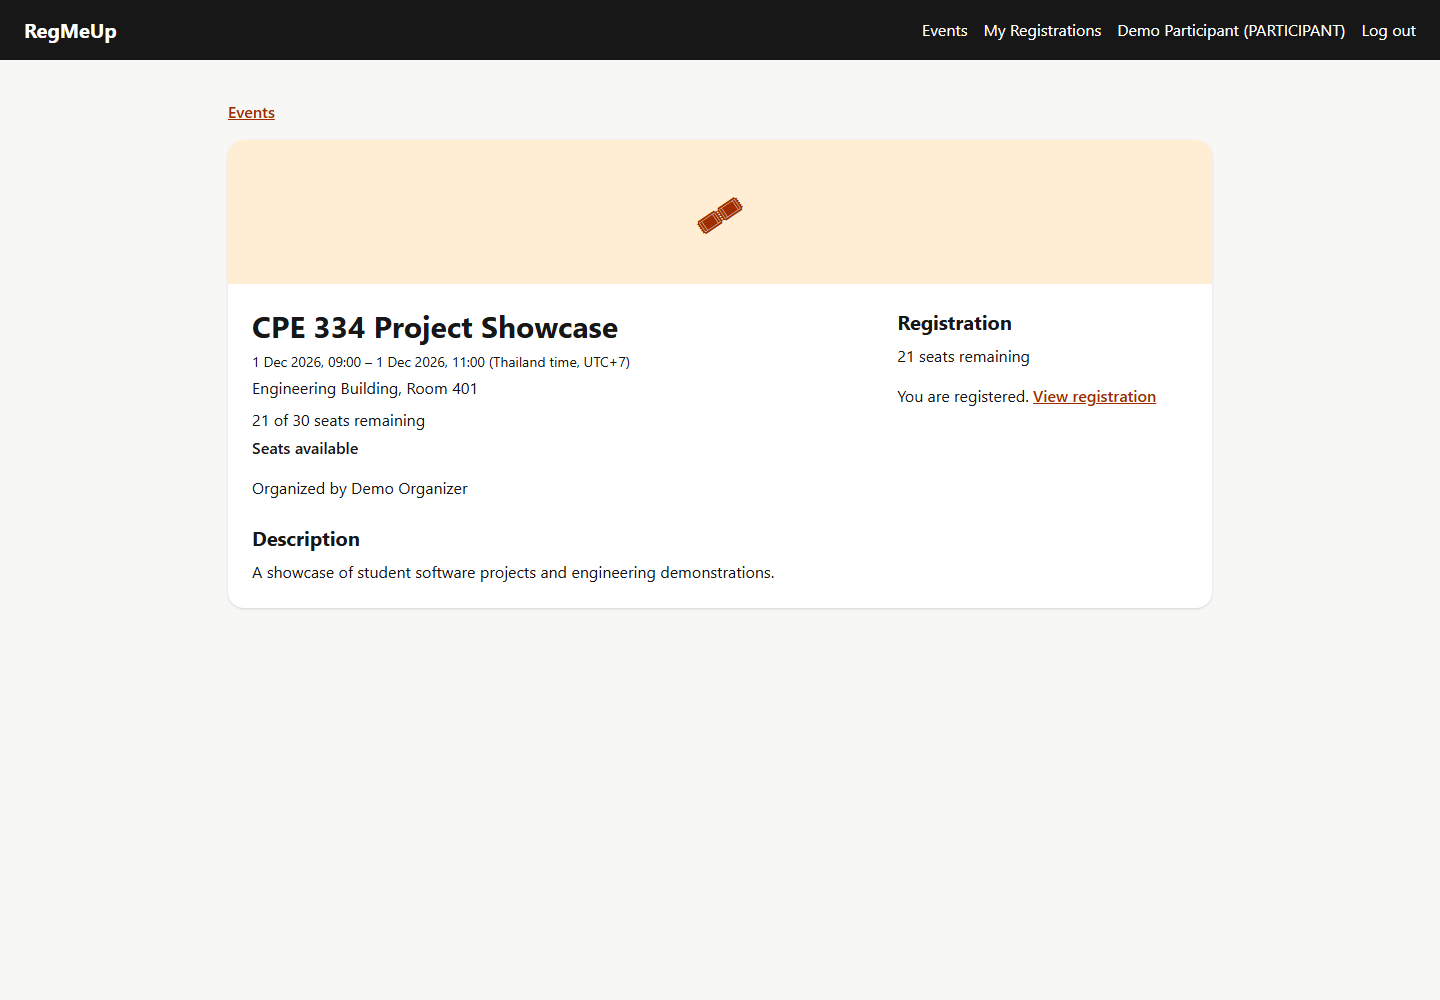 RegMeUp
Events
My Registrations
Demo Participant (PARTICIPANT)
Log out
Events
CPE 334 Project Showcase
1 Dec 2026, 09:00 – 1 Dec 2026, 11:00 (Thailand time, UTC+7)
Engineering Building, Room 401
21 of 30 seats remaining
Seats available
Organized by Demo Organizer
Description
A showcase of student software projects and engineering demonstrations.
Registration
21 seats remaining
You are registered. View registration